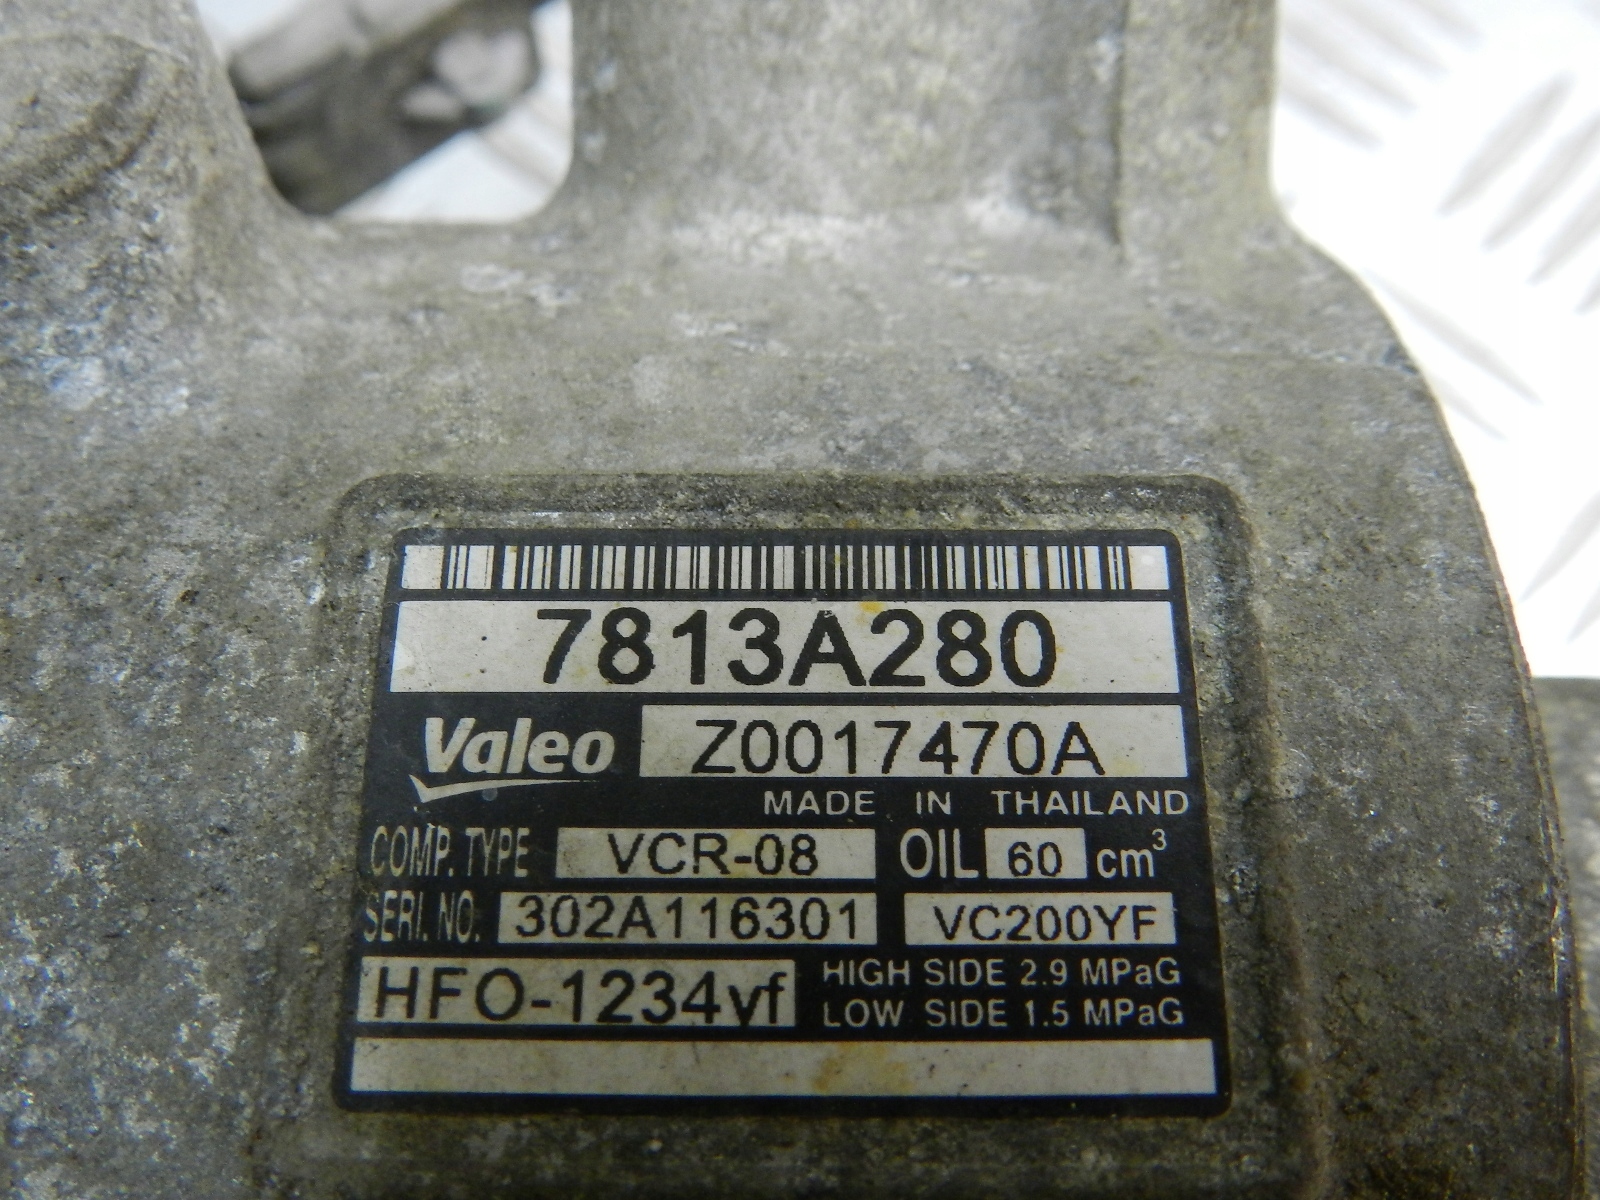 7813A280
Valeo Z0017470A
MADE IN THAILAND
COMP. TYPE VCR-08 OIL 60 cm³
SERI. NO. 302A116301 VC200YF
HFO-1234yf HIGH SIDE 2.9 MPaG
LOW SIDE 1.5 MPaG